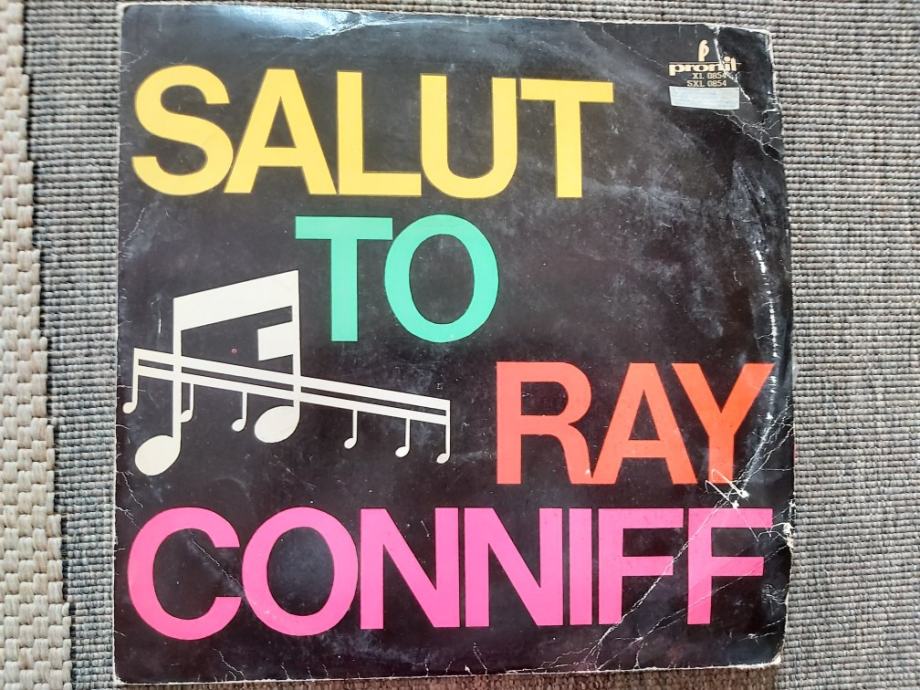 SALUT
pronit
XL 0854
SXL 0854
TO
RAY
CONNIFF